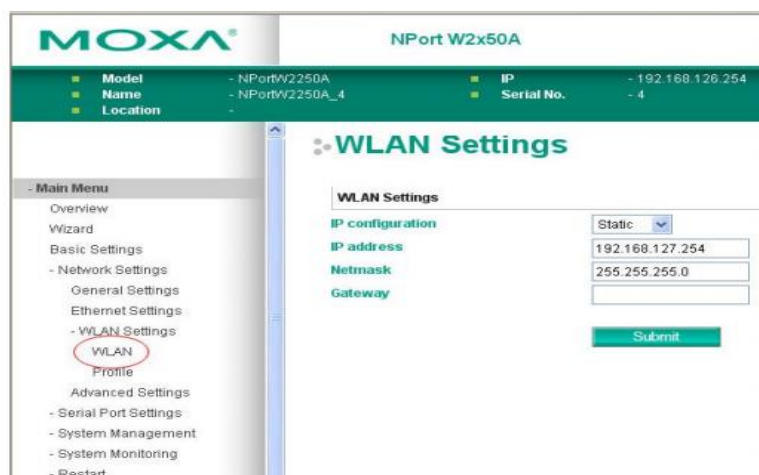 MOXA®
NPort W2x50A
Model - NPortW2250A
IP - 192.168.126.254
Name - NPortW2250A_4
Serial No. - 4
Location -
WLAN Settings
- Main Menu
Overview
Wizard
Basic Settings
- Network Settings
General Settings
Ethernet Settings
- WLAN Settings
WLAN
Profile
Advanced Settings
- Serial Port Settings
- System Management
- System Monitoring
- Restart
WLAN Settings
IP configuration Static
IP address 192.168.127.254
Netmask 255.255.255.0
Gateway
Submit